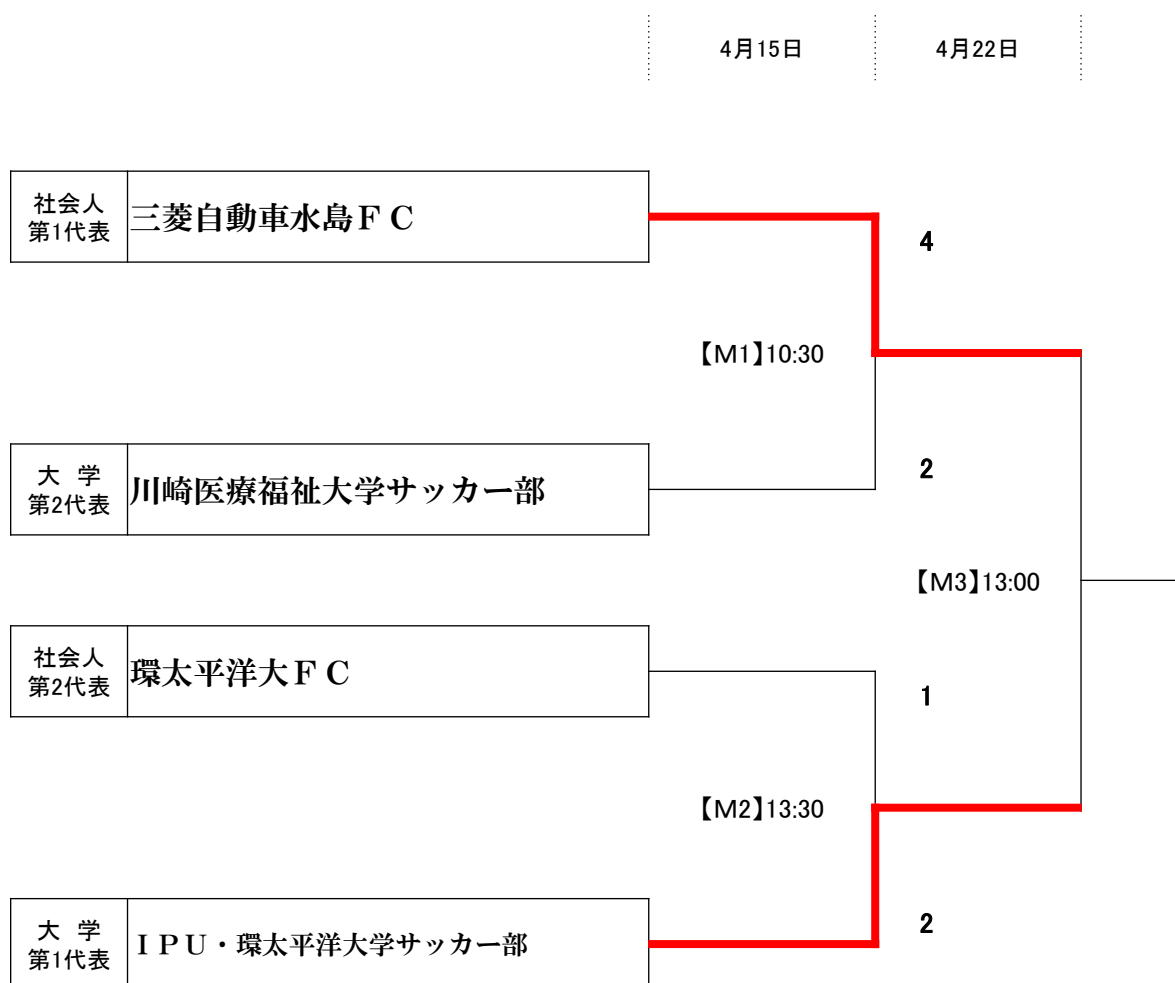 4月15日
4月22日
社会人
第1代表
三菱自動車水島ＦＣ
4
【M1】10:30
大　学
第2代表
川崎医療福祉大学サッカー部
2
【M3】13:00
社会人
第2代表
環太平洋大ＦＣ
1
【M2】13:30
大　学
第1代表
ＩＰＵ・環太平洋大学サッカー部
2